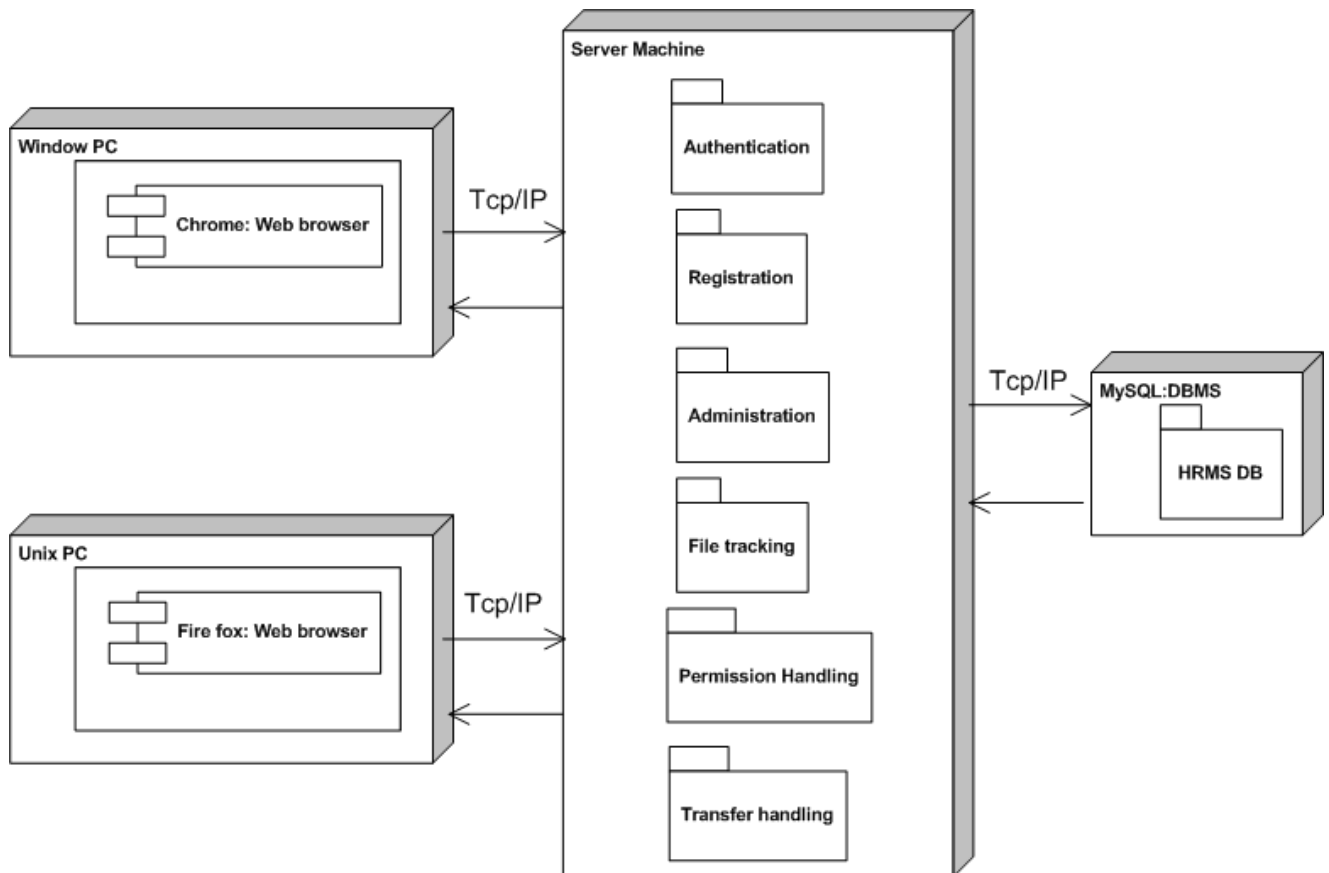 Server Machine
Authentication
Window PC
Chrome: Web browser
Tcp/IP
Registration
Administration
Tcp/IP
MySQL:DBMS
HRMS DB
File tracking
Unix PC
Fire fox: Web browser
Tcp/IP
Permission Handling
Transfer handling